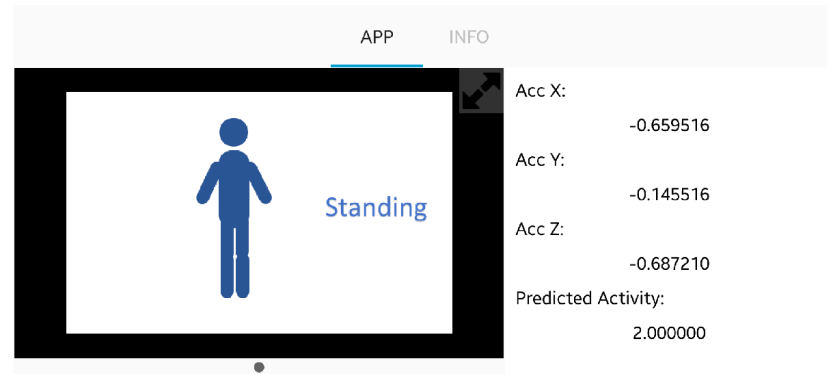 APP INFO
Standing
Acc X:
-0.659516
Acc Y:
-0.145516
Acc Z:
-0.687210
Predicted Activity:
2.000000